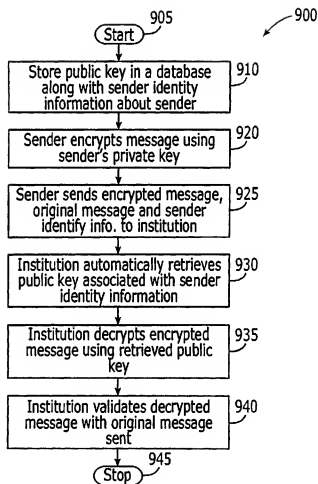 905
900
Start
Store public key in a database
along with sender identity
information about sender
910
Sender encrypts message using
sender's private key
920
Sender sends encrypted message,
original message and sender
identify info. to institution
925
Institution automatically retrieves
public key associated with sender
identity information
930
Institution decrypts encrypted
message using retrieved public
key
935
Institution validates decrypted
message with original message
sent
940
Stop
945